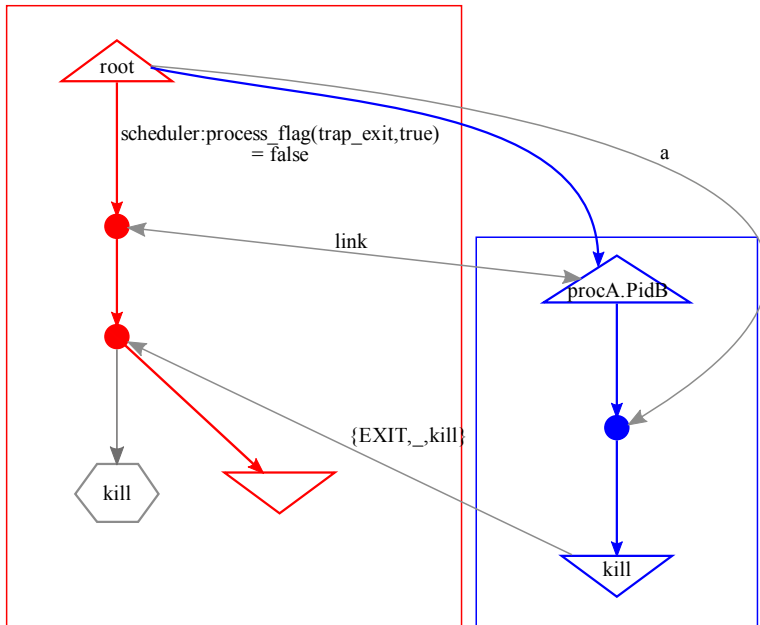 root
scheduler:process_flag(trap_exit,true)
= false
a
link
procA.PidB
{EXIT,_,kill}
kill
kill